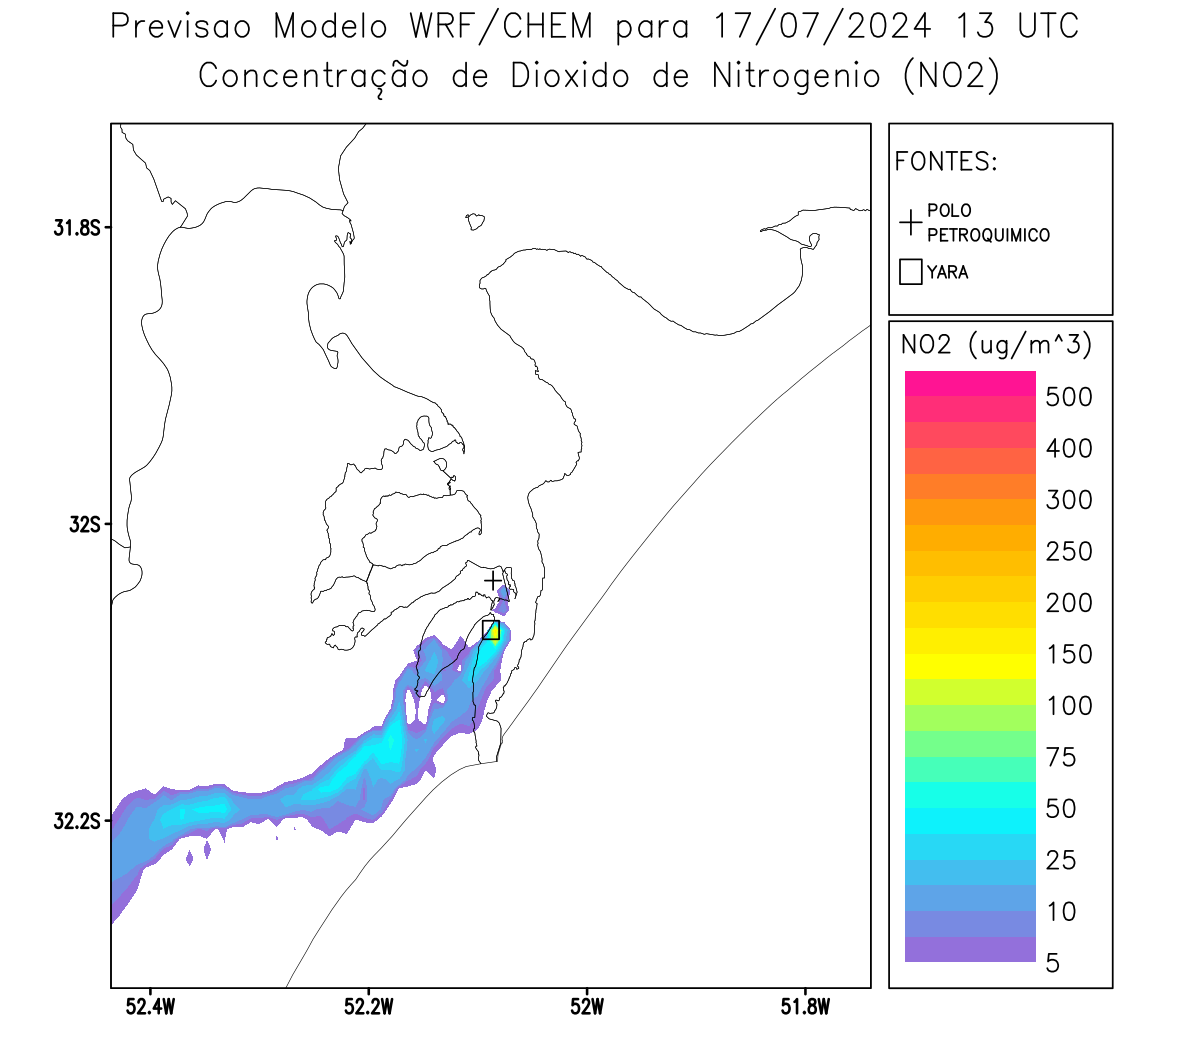 Previsao Modelo WRF/CHEM para 17/07/2024 13 UTC
Concentração de Dioxido de Nitrogenio (NO2)
FONTES:
POLO
PETROQUIMICO
YARA
31.8S
32S
32.2S
52.4W
52.2W
52W
51.8W
NO2 (ug/m^3)
500
400
300
250
200
150
100
75
50
25
10
5